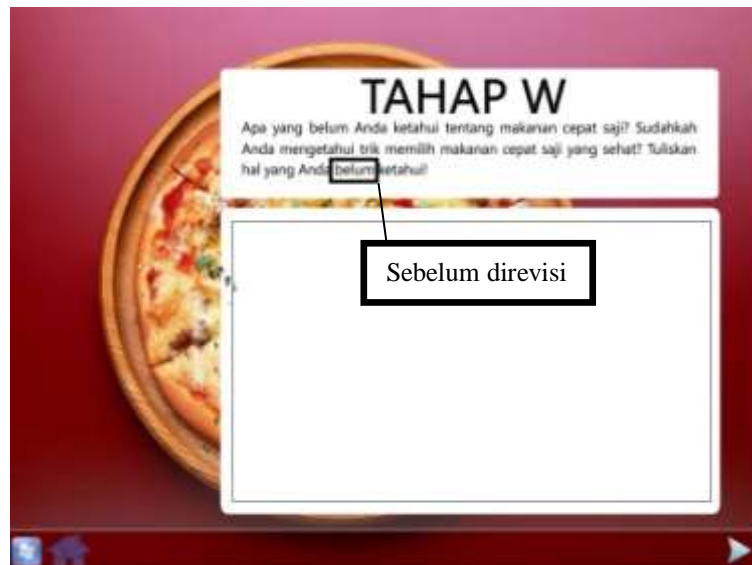 TAHAP W
Apa yang belum Anda ketahui tentang makanan cepat saji? Sudahkah
Anda mengetahui trik memilih makanan cepat saji yang sehat? Tuliskan
hal yang Anda belum ketahui!
Sebelum direvisi